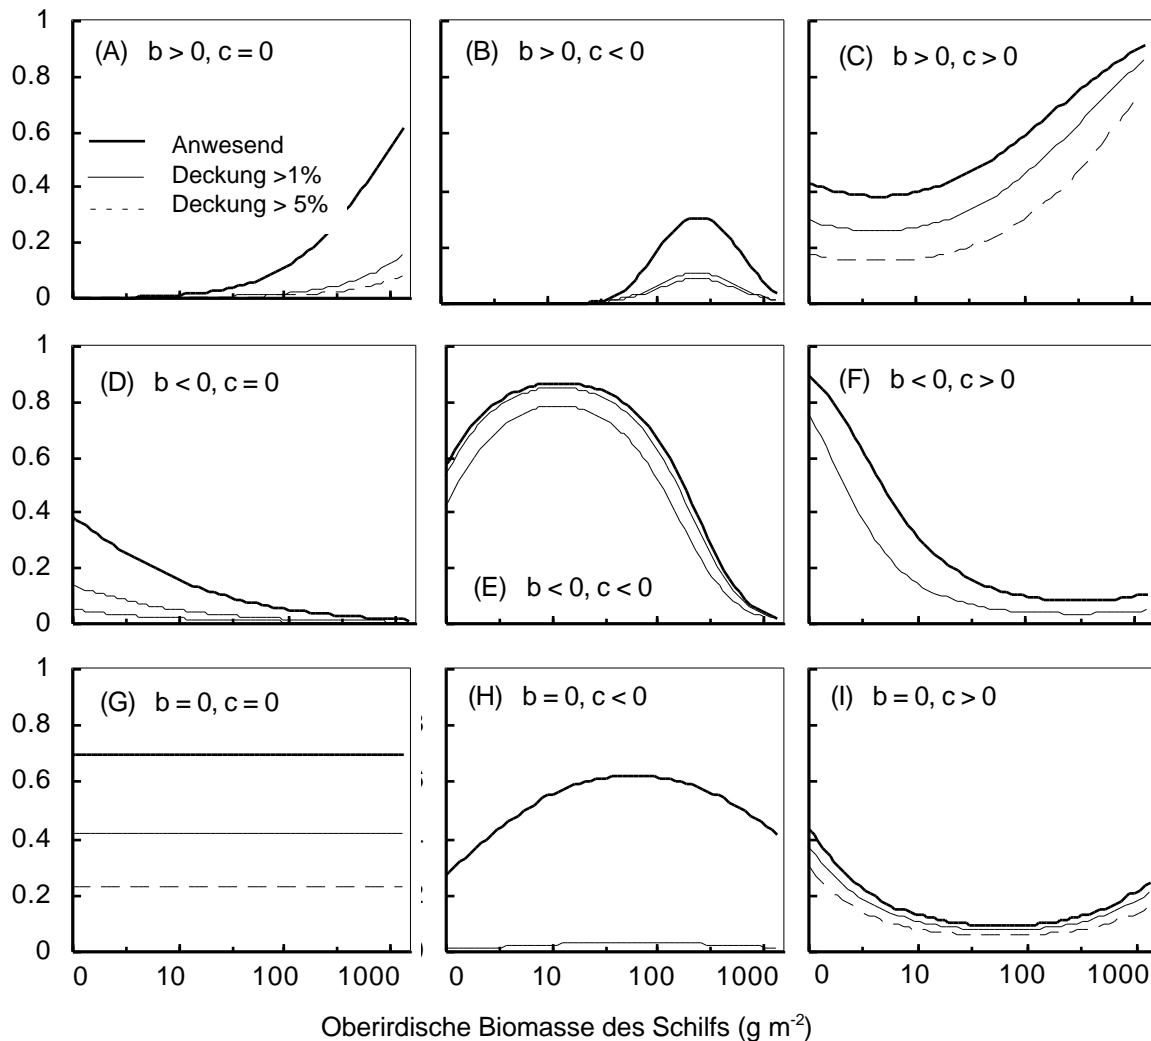 1
(A) b > 0, c = 0
(B) b > 0, c < 0
(C) b > 0, c > 0
0.8
0.6
Anwesend
Deckung >1%
Deckung > 5%
0.4
0.2
0
1
(D) b < 0, c = 0
(F) b < 0, c > 0
0.8
0.6
0.4
0.2
(E) b < 0, c < 0
0
1
(G) b = 0, c = 0
(H) b = 0, c < 0
(I) b = 0, c > 0
0.8
0.6
0.4
0.2
0
0 10 100 1000
0 10 100 1000
0 10 100 1000
Oberirdische Biomasse des Schilfs (g m-2)